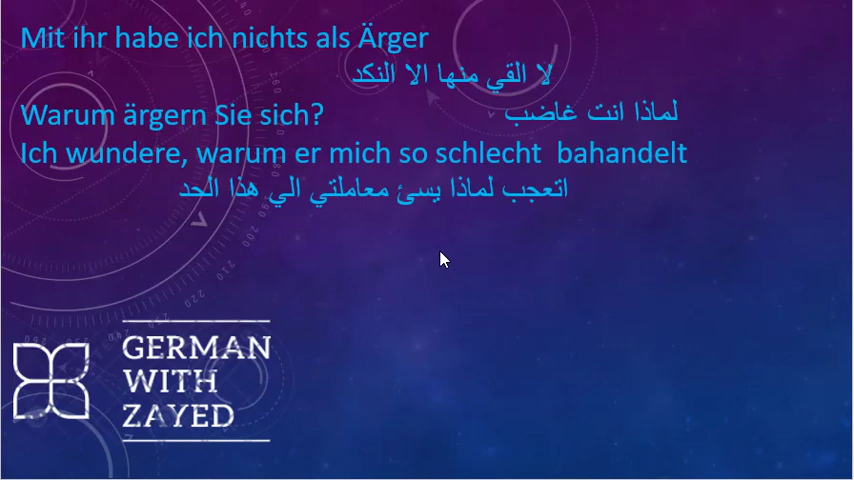 Mit ihr habe ich nichts als Ärger
لا القي منها الا النكد
Warum ärgern Sie sich? لماذا انت غاضب
Ich wundere, warum er mich so schlecht bahandelt
اتعجب لماذا يسئ معاملتي الي هذا الحد
GERMAN
WITH
ZAYED